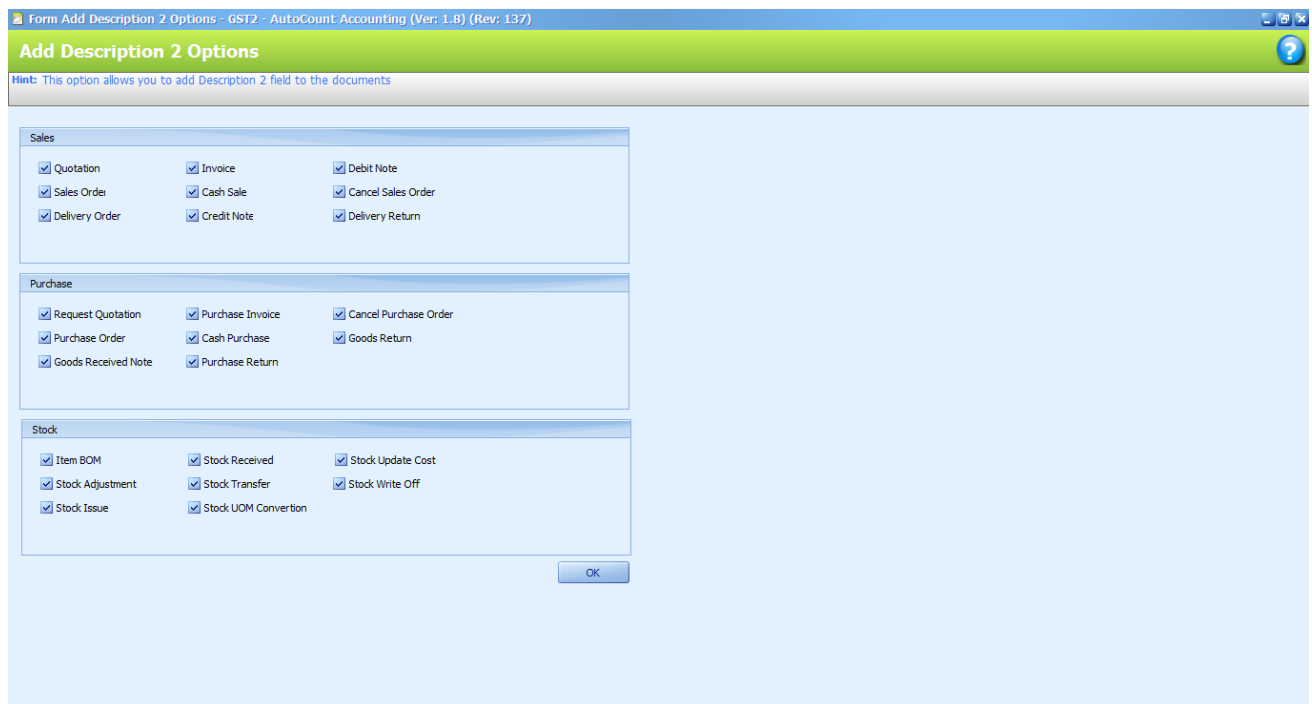 Form Add Description 2 Options - GST2 - AutoCount Accounting (Ver: 1.8) (Rev: 137)
Add Description 2 Options
?
Hint: This option allows you to add Description 2 field to the documents
Sales
Quotation Invoice Debit Note
Sales Order Cash Sale Cancel Sales Order
Delivery Order Credit Note Delivery Return
Purchase
Request Quotation Purchase Invoice Cancel Purchase Order
Purchase Order Cash Purchase Goods Return
Goods Received Note Purchase Return
Stock
Item BOM Stock Received Stock Update Cost
Stock Adjustment Stock Transfer Stock Write Off
Stock Issue Stock UOM Convertion
OK